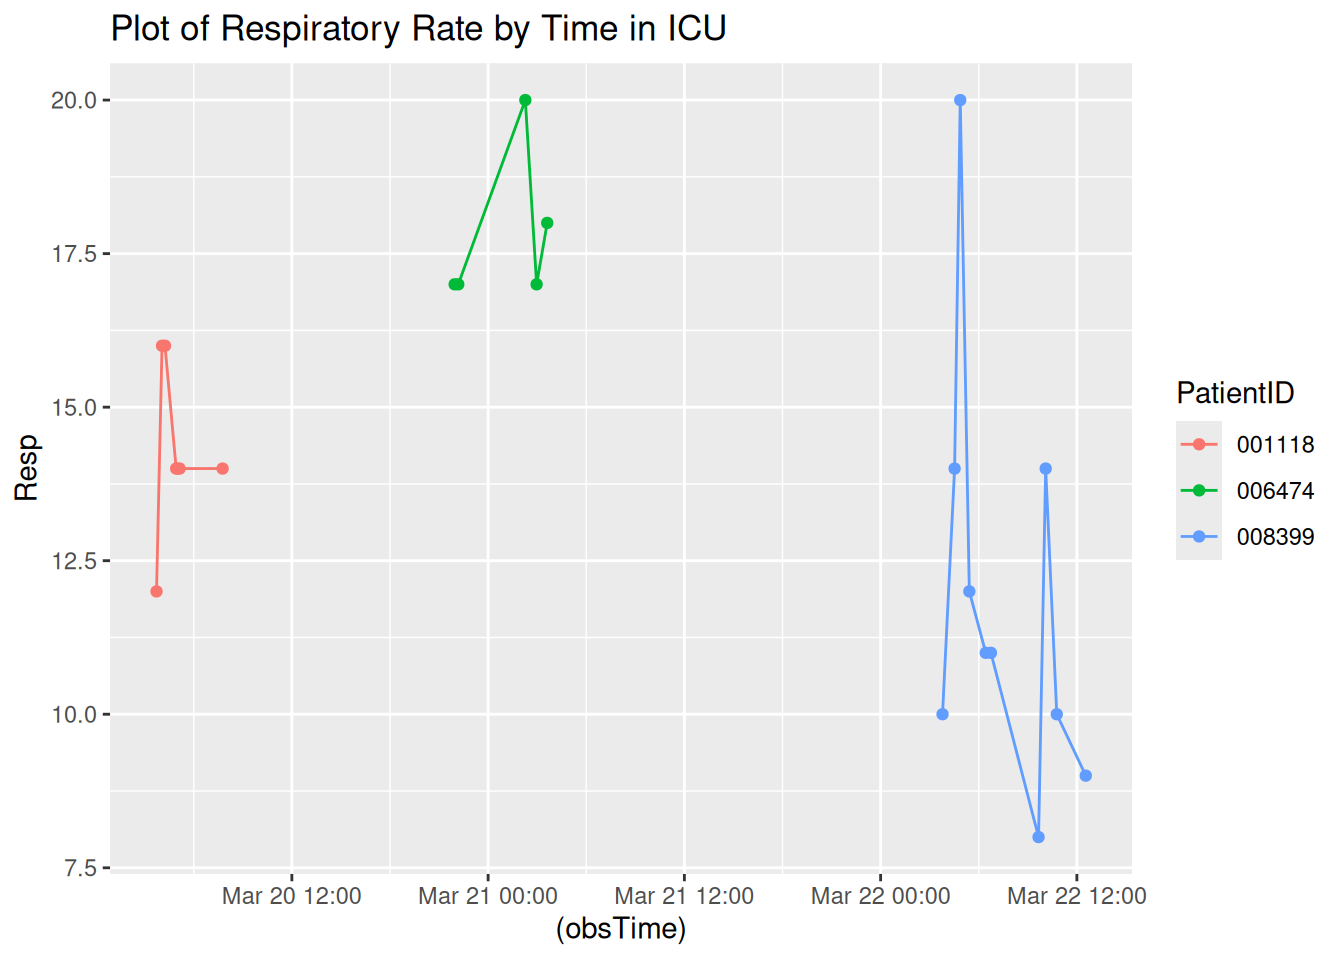 Plot of Respiratory Rate by Time in ICU
20.0
17.5
15.0
12.5
10.0
7.5
Resp
Mar 20 12:00 Mar 21 00:00 Mar 21 12:00 Mar 22 00:00 Mar 22 12:00
(obsTime)
PatientID
001118
006474
008399